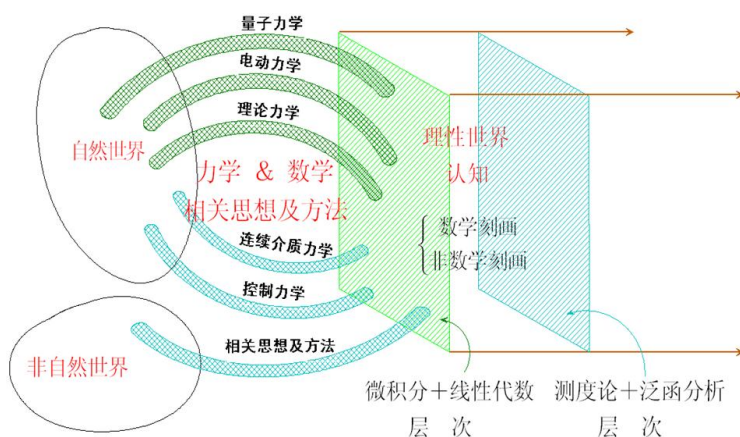 量子力学
电动力学
理论力学
自然世界
力学 & 数学
相关思想及方法
理性世界
认知
数学刻画
非数学刻画
连续介质力学
控制力学
相关思想及方法
非自然世界
微积分+线性代数
层 次
测度论+泛函分析
层 次